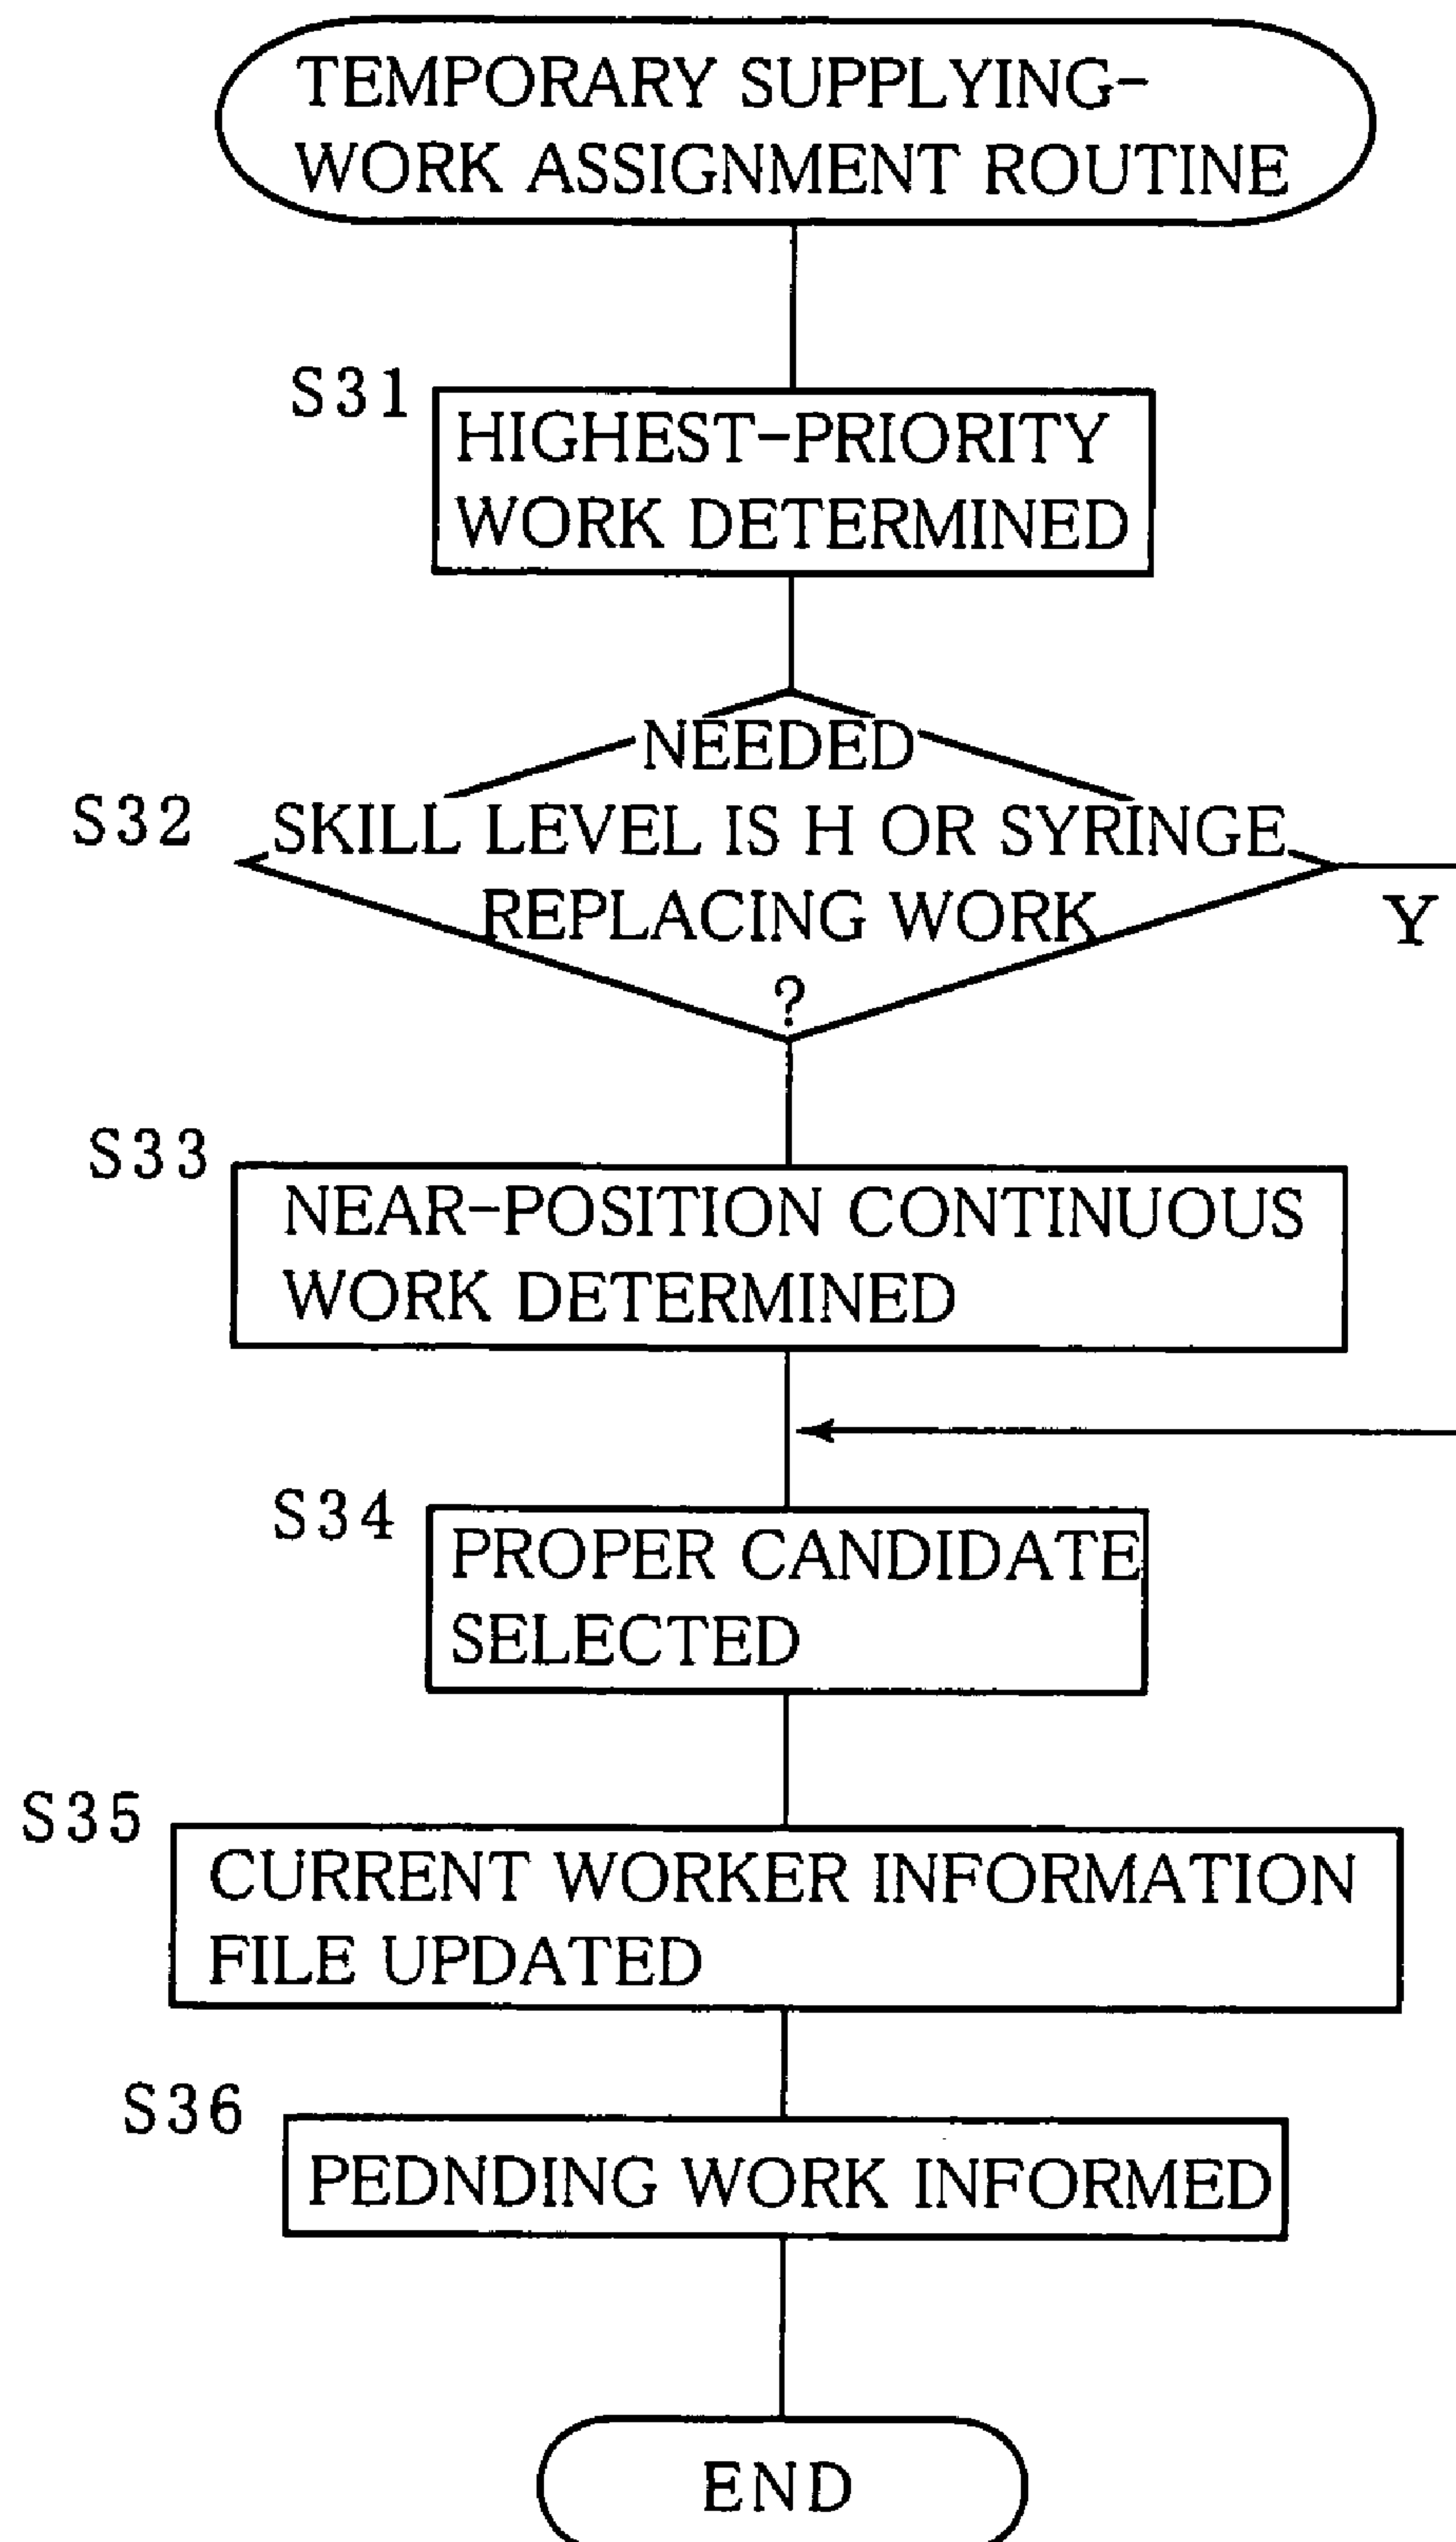 TEMPORARY SUPPLYING-
WORK ASSIGNMENT ROUTINE
S31
HIGHEST-PRIORITY
WORK DETERMINED
NEEDED
S32
SKILL LEVEL IS H OR SYRINGE
REPLACING WORK
Y
?
S33
NEAR-POSITION CONTINUOUS
WORK DETERMINED
S34
PROPER CANDIDATE
SELECTED
S35
CURRENT WORKER INFORMATION
FILE UPDATED
S36
PEDNDING WORK INFORMED
END